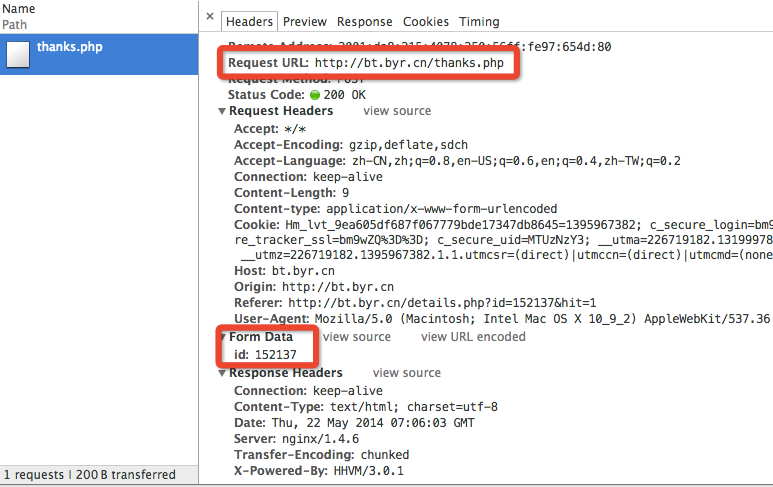 Name
Path
thanks.php
1 requests | 200 B transferred
× Headers Preview Response Cookies Timing
Remote Address: 2001:da8:215:4078:250:56ff:fe97:654d:80
Request URL: http://bt.byr.cn/thanks.php
Request Method: POST
Status Code: 200 OK
Request Headers view source
Accept: */*
Accept-Encoding: gzip,deflate,sdch
Accept-Language: zh-CN,zh;q=0.8,en-US;q=0.6,en;q=0.4,zh-TW;q=0.2
Connection: keep-alive
Content-Length: 9
Content-type: application/x-www-form-urlencoded
Cookie: Hm_lvt_9ea605df687f067779bde17347db8645=1395967382; c_secure_login=bm9
re_tracker_ssl=bm9wZQ%3D%3D; c_secure_uid=MTUzNzY3; __utma=226719182.13199978
__utmz=226719182.1395967382.1.1.utmcsr=(direct)|utmccn=(direct)|utmcmd=(none
Host: bt.byr.cn
Origin: http://bt.byr.cn
Referer: http://bt.byr.cn/details.php?id=152137&hit=1
User-Agent: Mozilla/5.0 (Macintosh; Intel Mac OS X 10_9_2) AppleWebKit/537.36
Form Data view source view URL encoded
id: 152137
Response Headers view source
Connection: keep-alive
Content-Type: text/html; charset=utf-8
Date: Thu, 22 May 2014 07:06:03 GMT
Server: nginx/1.4.6
Transfer-Encoding: chunked
X-Powered-By: HHVM/3.0.1